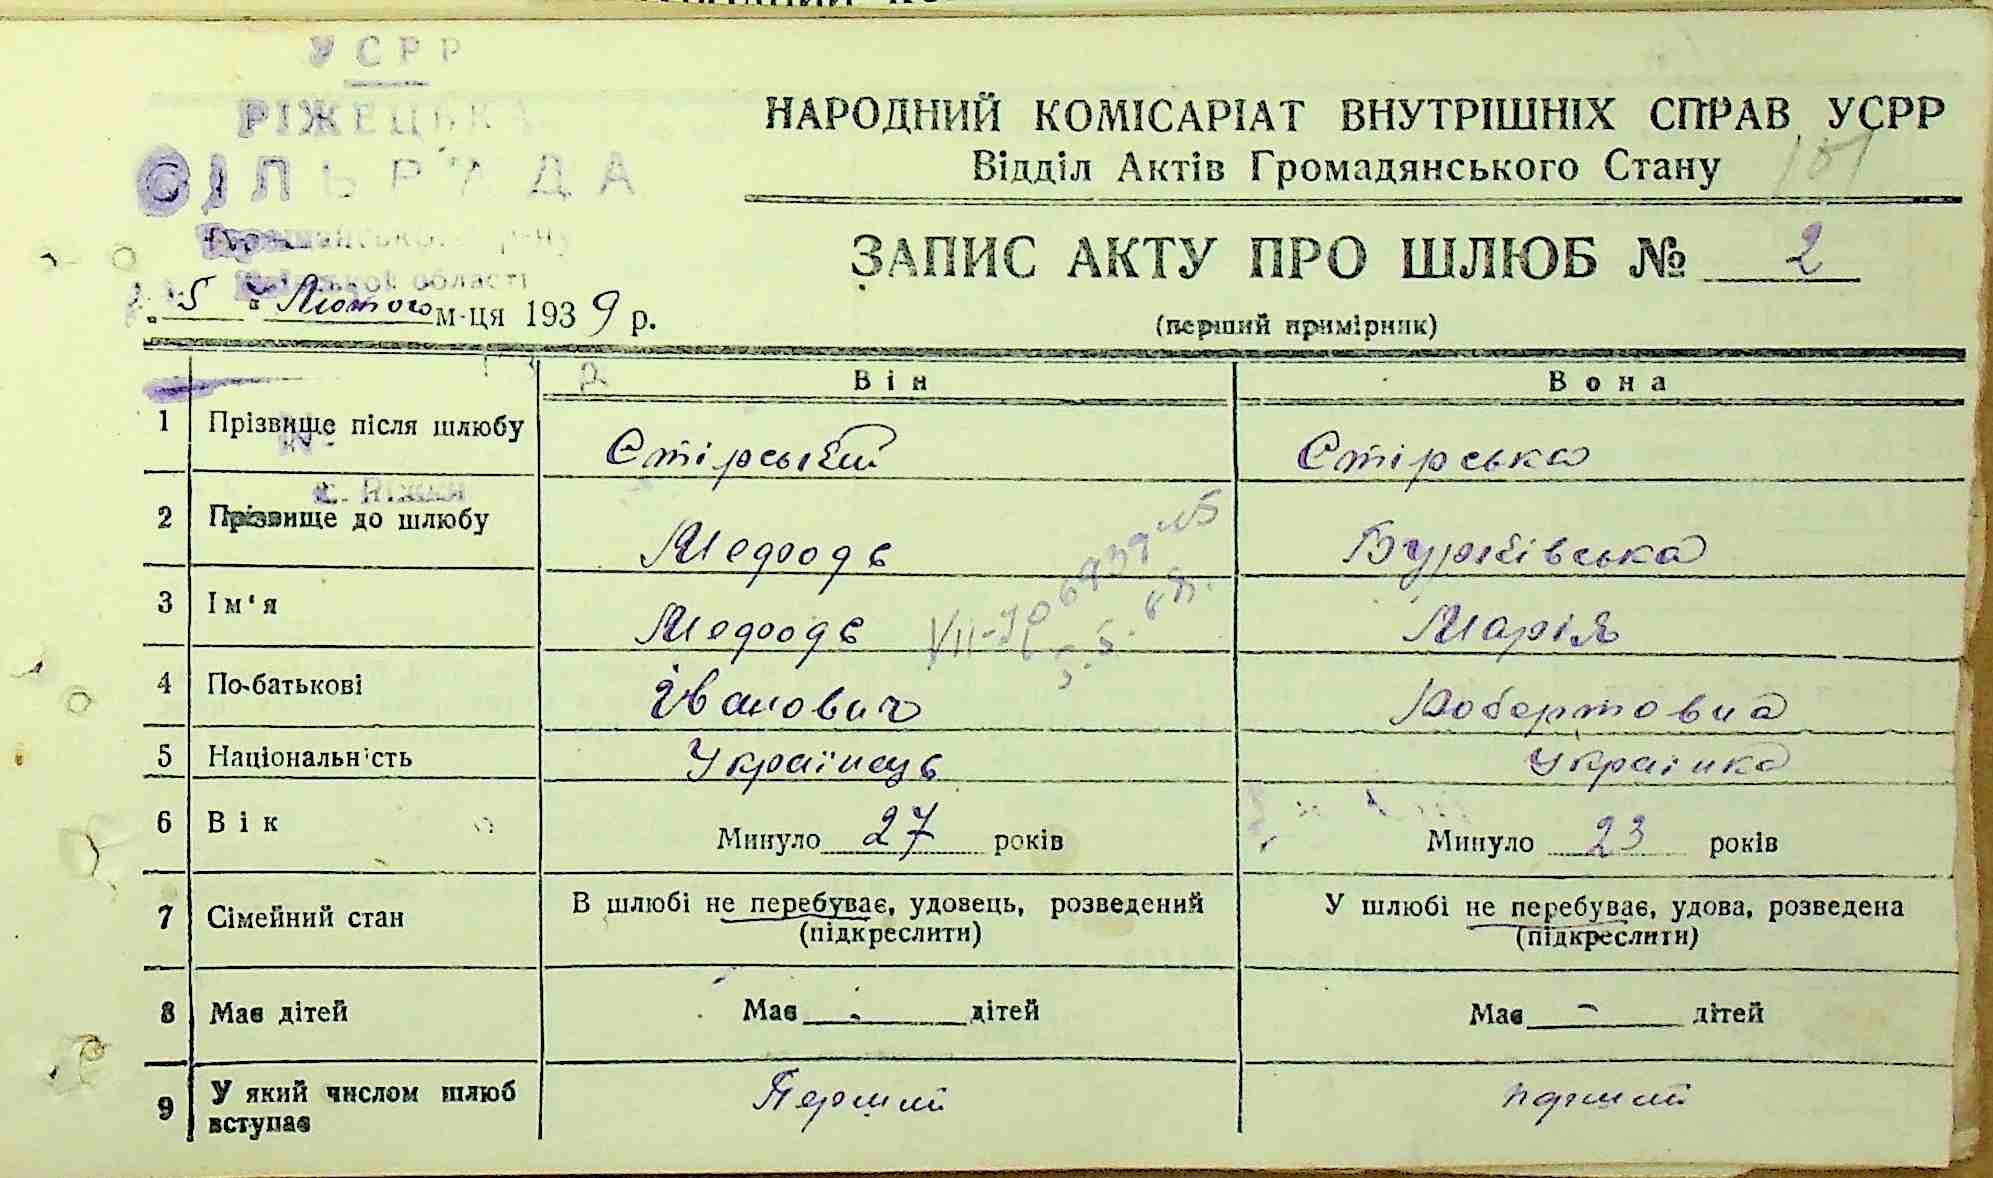 УСРР
РІЖЕЦЬКА
СІЛЬРАДА
області
НАРОДНИЙ КОМІСАРІАТ ВНУТРІШНІХ СПРАВ УСРР
Відділ Актів Громадянського Стану
ЗАПИС АКТУ ПРО ШЛЮБ № 2
(перший примірник)
5 " Лютого м-ця 1939 р.
Він Вона
1 Прізвище після шлюбу Стірський Стірська
2 Прізвище до шлюбу Мефодь
3 Ім'я Мефодь Марія
4 По-батькові Іванович Робертовна
5 Національність Українець Українка
6 Вік Минуло 27 років Минуло 23 років
7 Сімейний стан В шлюбі не перебуває, удовець, розведений У шлюбі не перебуває, удова, розведена
(підкреслити) (підкреслити)
8 Має дітей Має - дітей Має - дітей
9 У який числом шлюб вступає Перший перший